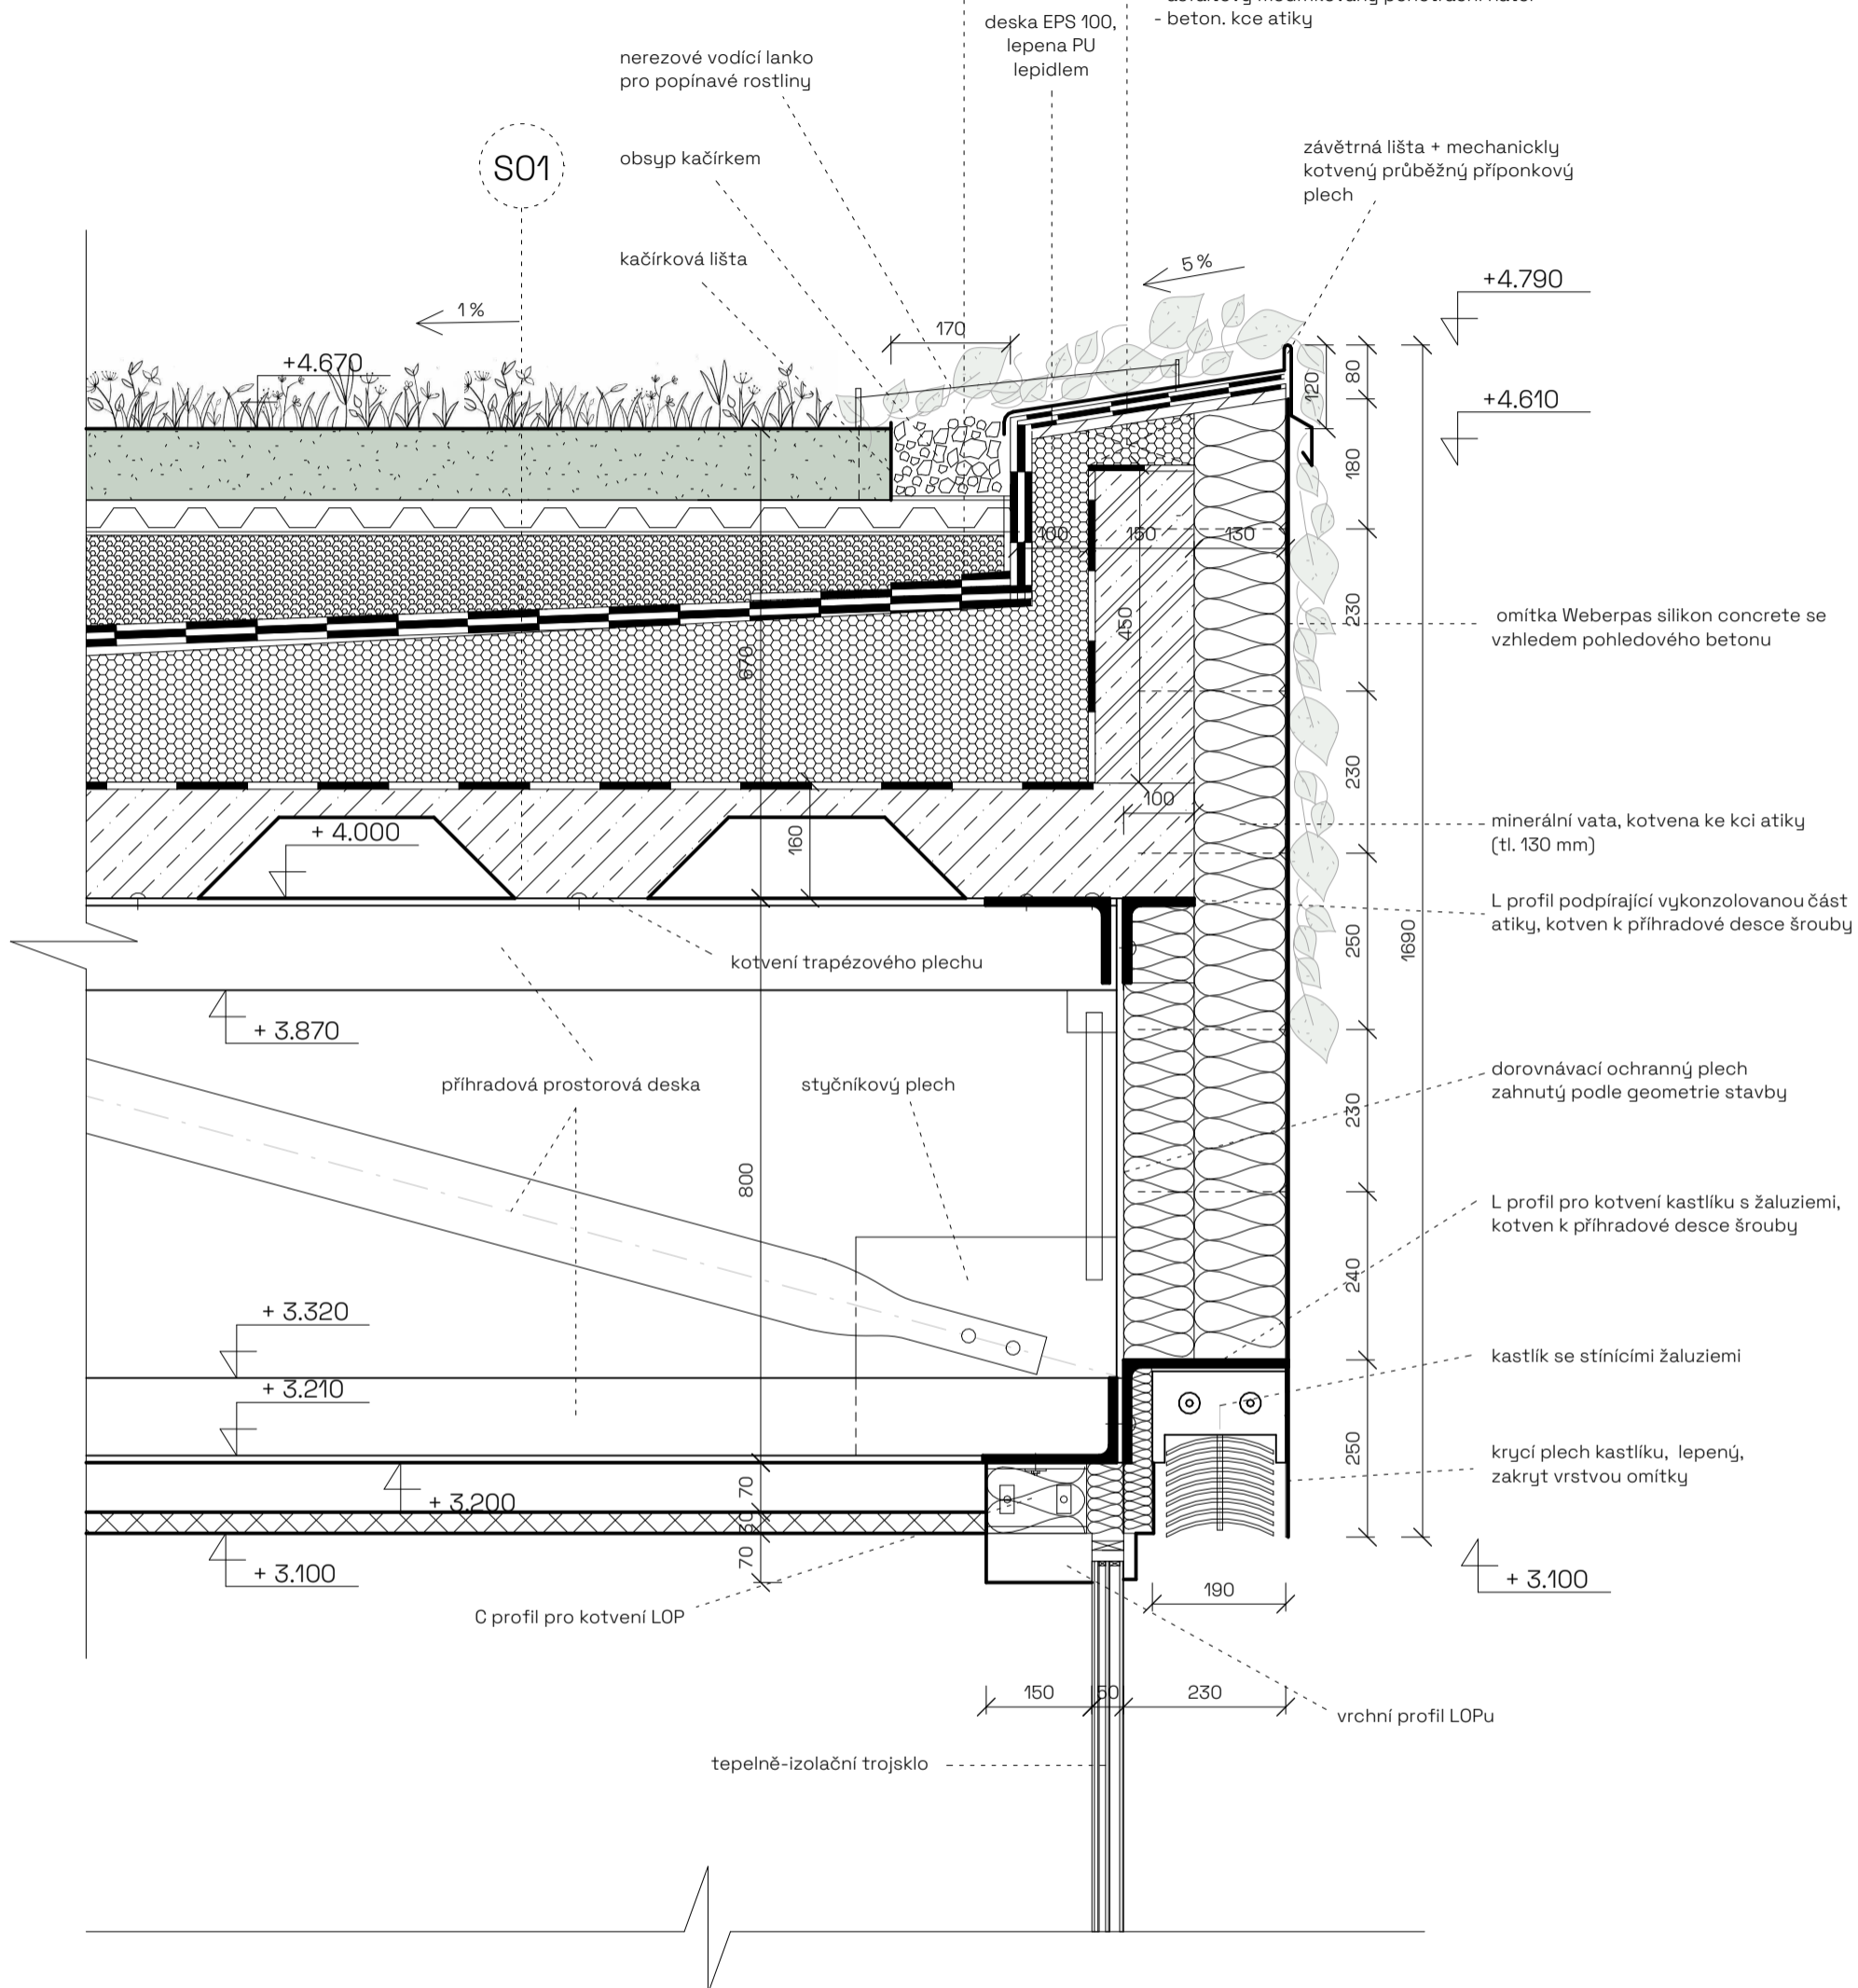 deska EPS 100,
lepena PU
lepidlem
- beton. kce atiky
nerezové vodící lanko
pro popínavé rostliny
obsyp kačírkem
kačírková lišta
S01
závětrná lišta + mechanicky
kotvený průběžný příponkový
plech
5 %
1 %
170
+4.790
+4.670
+4.610
120
80
180
160
150
130
450
670
230
omítka Weberpas silikon concrete se
vzhledem pohledového betonu
230
100
160
+ 4.000
minerální vata, kotvena ke kci atiky
(tl. 130 mm)
L profil podpírající vykonzolovanou část
atiky, kotven k příhradové desce šrouby
250
1690
kotvení trapézového plechu
+ 3.870
příhradová prostorová deska
styčníkový plech
dorovnávací ochranný plech
zahnutý podle geometrie stavby
230
800
L profil pro kotvení kastlíku s žaluziemi,
kotven k příhradové desce šrouby
240
+ 3.320
kastlík se stínícími žaluziemi
+ 3.210
250
krycí plech kastlíku, lepený,
zakryt vrstvou omítky
70
+ 3.200
30
70
+ 3.100
+ 3.100
190
C profil pro kotvení LOP
150
50
230
vrchní profil LOPu
tepelně-izolační trojsklo